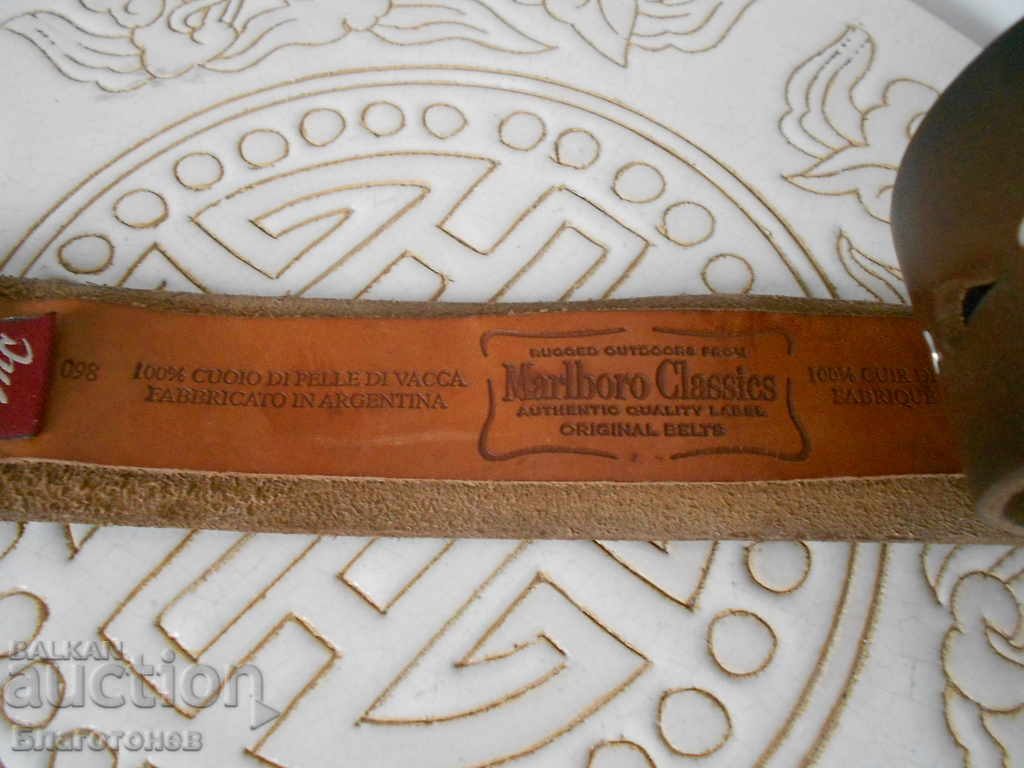 098
100% CUOIO DI PELLE DI VACCA
FABBRICATO IN ARGENTINA
RUGGED OUTDOORS FROM
Marlboro Classics
AUTHENTIC QUALITY LABEL
ORIGINAL BELTS
100% CUIR D
FABRIQUE
BALKAN
auction
Благотонев